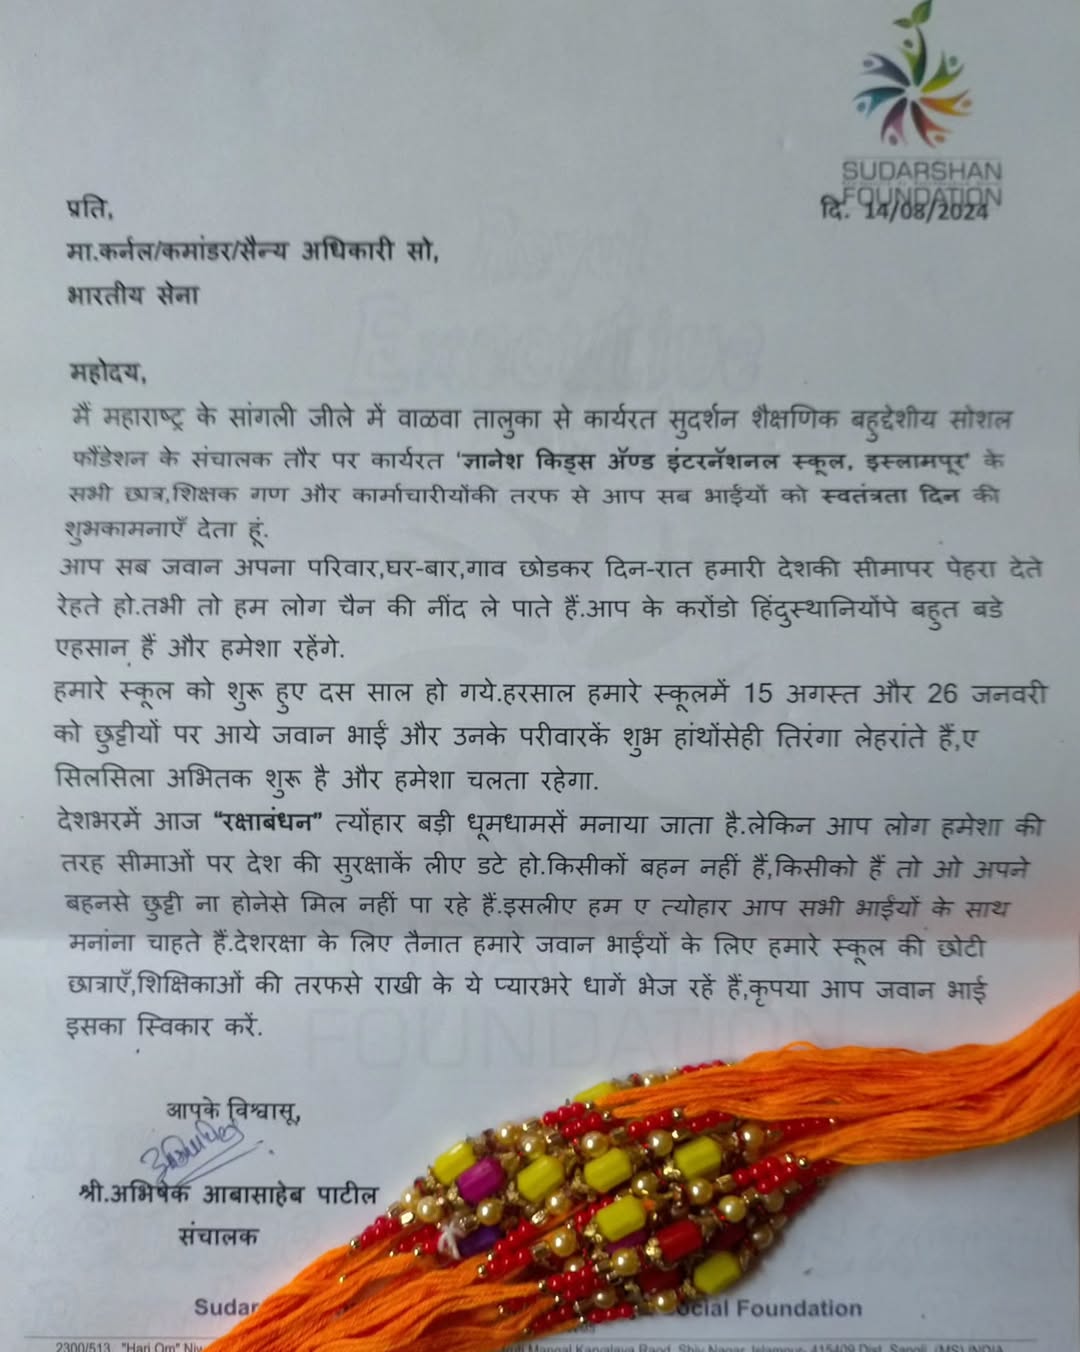 SUDARSHAN
FOUNDATION
दि. 14/08/2024
प्रति,
मा.कर्नल/कमांडर/सैन्य अधिकारी सो,
भारतीय सेना
महोदय,
मैं महाराष्ट्र के सांगली जीले में वाळवा तालुका से कार्यरत सुदर्शन शैक्षणिक बहुद्देशीय सोशल
फौंडेशन के संचालक तौर पर कार्यरत 'ज्ञानेश किड्स ॲण्ड इंटरनॅशनल स्कूल, इस्लामपूर' के
सभी छात्र,शिक्षक गण और कार्माचारीयोंकी तरफ से आप सब भाईयों को स्वतंत्रता दिन की
शुभकामनाएँ देता हूं.
आप सब जवान अपना परिवार,घर-बार,गाव छोडकर दिन-रात हमारी देशकी सीमापर पेहरा देते
रेहते हो.तभी तो हम लोग चैन की नींद ले पाते हैं.आप के करोंडो हिंदुस्थानियोंपे बहुत बडे
एहसान हैं और हमेशा रहेंगे.
हमारे स्कूल को शुरू हुए दस साल हो गये.हरसाल हमारे स्कूलमें 15 अगस्त और 26 जनवरी
को छुट्टीयों पर आये जवान भाई और उनके परीवारकें शुभ हांथोंसेही तिरंगा लेहरांते हैं,ए
सिलसिला अभितक शुरू है और हमेशा चलता रहेगा.
देशभरमें आज "रक्षाबंधन" त्योंहार बड़ी धूमधामसें मनाया जाता है.लेकिन आप लोग हमेशा की
तरह सीमाओं पर देश की सुरक्षाकें लीए डटे हो.किसीकों बहन नहीं हैं,किसीको हैं तो ओ अपने
बहनसे छुट्टी ना होनेसे मिल नहीं पा रहे हैं.इसलीए हम ए त्योहार आप सभी भाईयों के साथ
मनांना चाहते हैं.देशरक्षा के लिए तैनात हमारे जवान भाईयों के लिए हमारे स्कूल की छोटी
छात्राएँ,शिक्षिकाओं की तरफसे राखी के ये प्यारभरे धागें भेज रहें हैं,कृपया आप जवान भाई
इसका स्विकार करें.
आपके विश्वासू,
श्री.अभिषेक आबासाहेब पाटील
संचालक
Sudar ocial Foundation
2300/513, "Hari Om" Niw Mangal Karyalaya Raod, Shiv Nagar, Islampur- 415409 Dist. Sangli, (MS) INDIA
FOUNDATION